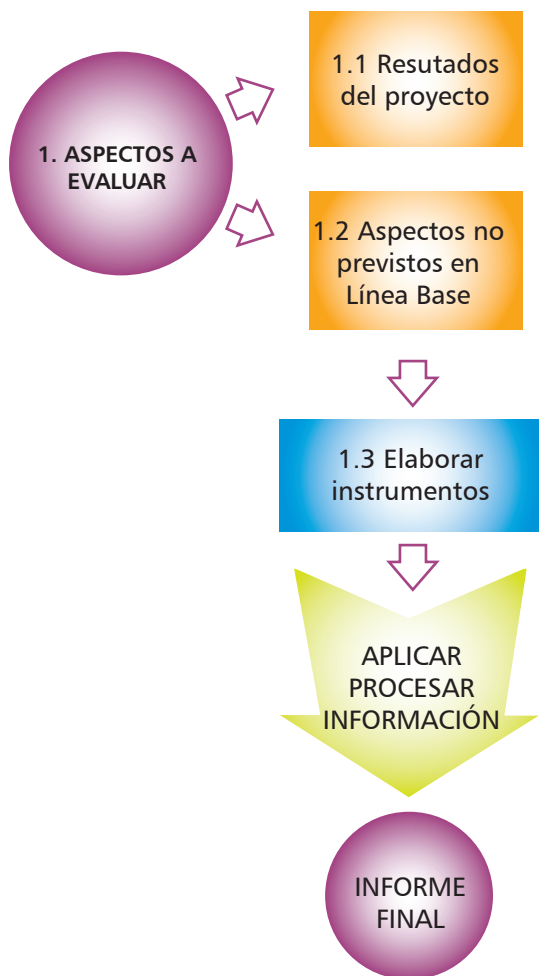 1.1 Resutados
del proyecto
1. ASPECTOS A
EVALUAR
1.2 Aspectos no
previstos en
Línea Base
1.3 Elaborar
instrumentos
APLICAR
PROCESAR
INFORMACIÓN
INFORME
FINAL